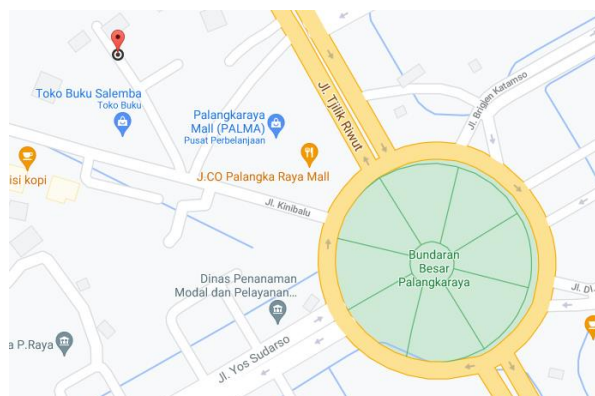 Toko Buku Salemba
Toko Buku
Palangkaraya
Mall (PALMA)
Pusat Perbelanjaan
Jl. Tjilik Riwut
Jl. Brigjen Katamso
isi kopi
J.CO Palangka Raya Mall
Jl. Kinibalu
Bundaran
Besar
Palangkaraya
Dinas Penanaman
Modal dan Pelayanan...
Jl. D
a P.Raya
Jl. Yos Sudarso